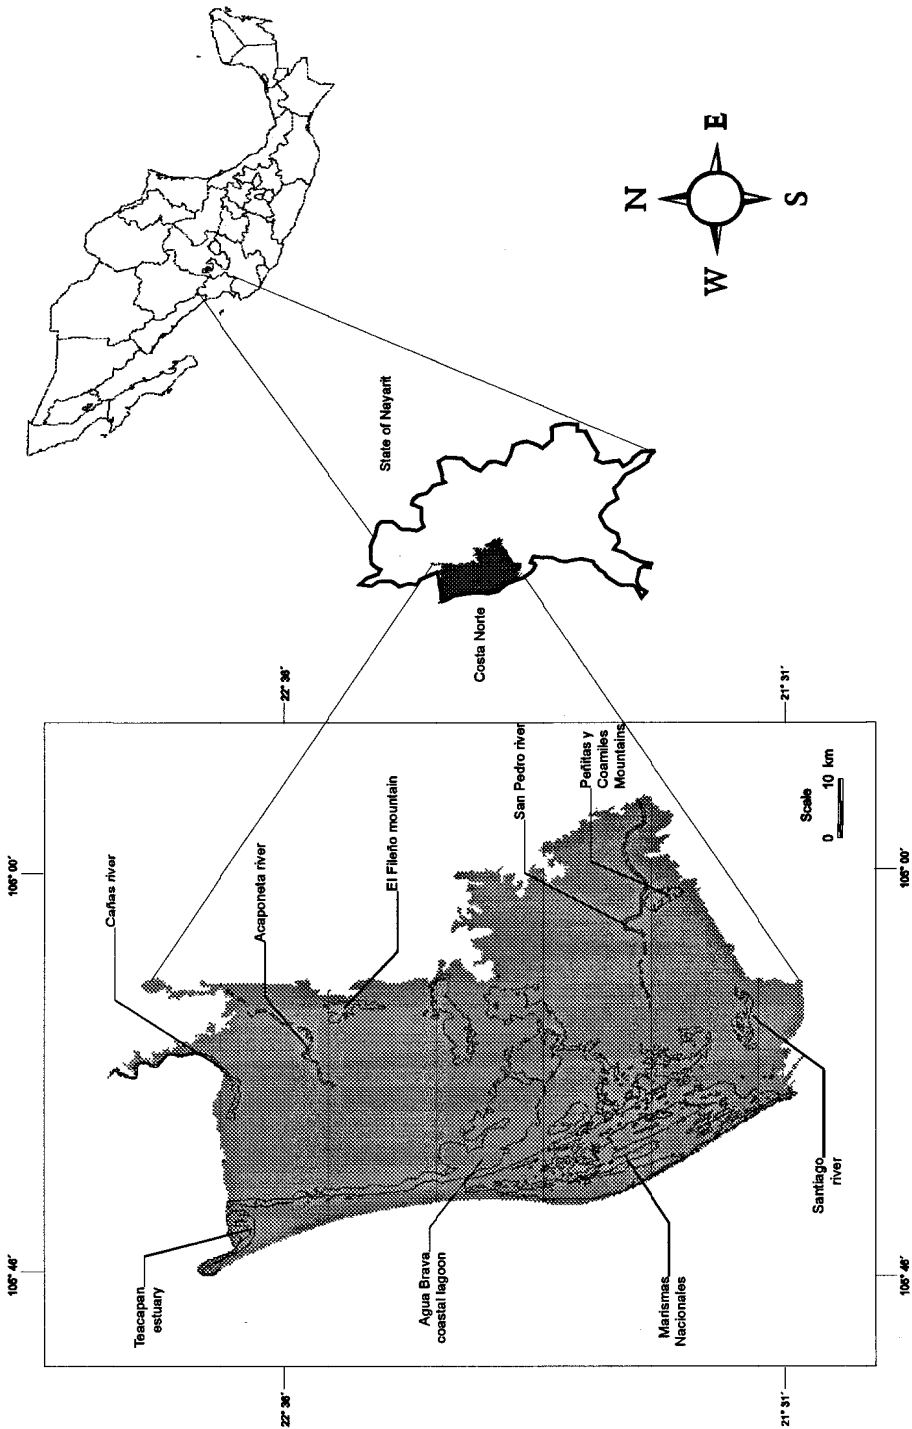 N
E
S
W
State of Nayarit
Costa Norte
105° 46´
105° 00´
22° 36´
22° 36´
Cañas river
Acaponeta river
El Fileño mountain
Teacapan
estuary
Agua Brava
coastal lagoon
San Pedro river
Peñitas y
Coamiles
Mountains
Marismas
Nacionales
Santiago
river
Scale
0 10 km
21° 31´
21° 31´
105° 46´
105° 00´